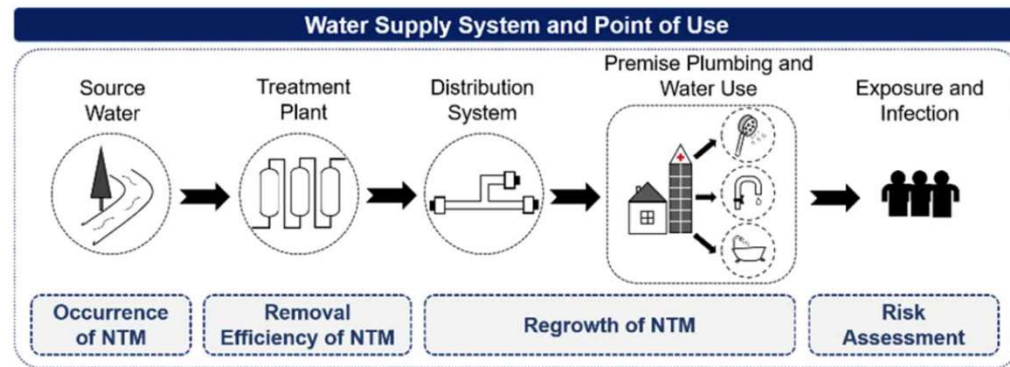 Water Supply System and Point of Use
Source
Water
Treatment
Plant
Distribution
System
Premise Plumbing and
Water Use
Exposure and
Infection
Occurrence
of NTM
Removal
Efficiency of NTM
Regrowth of NTM
Risk
Assessment